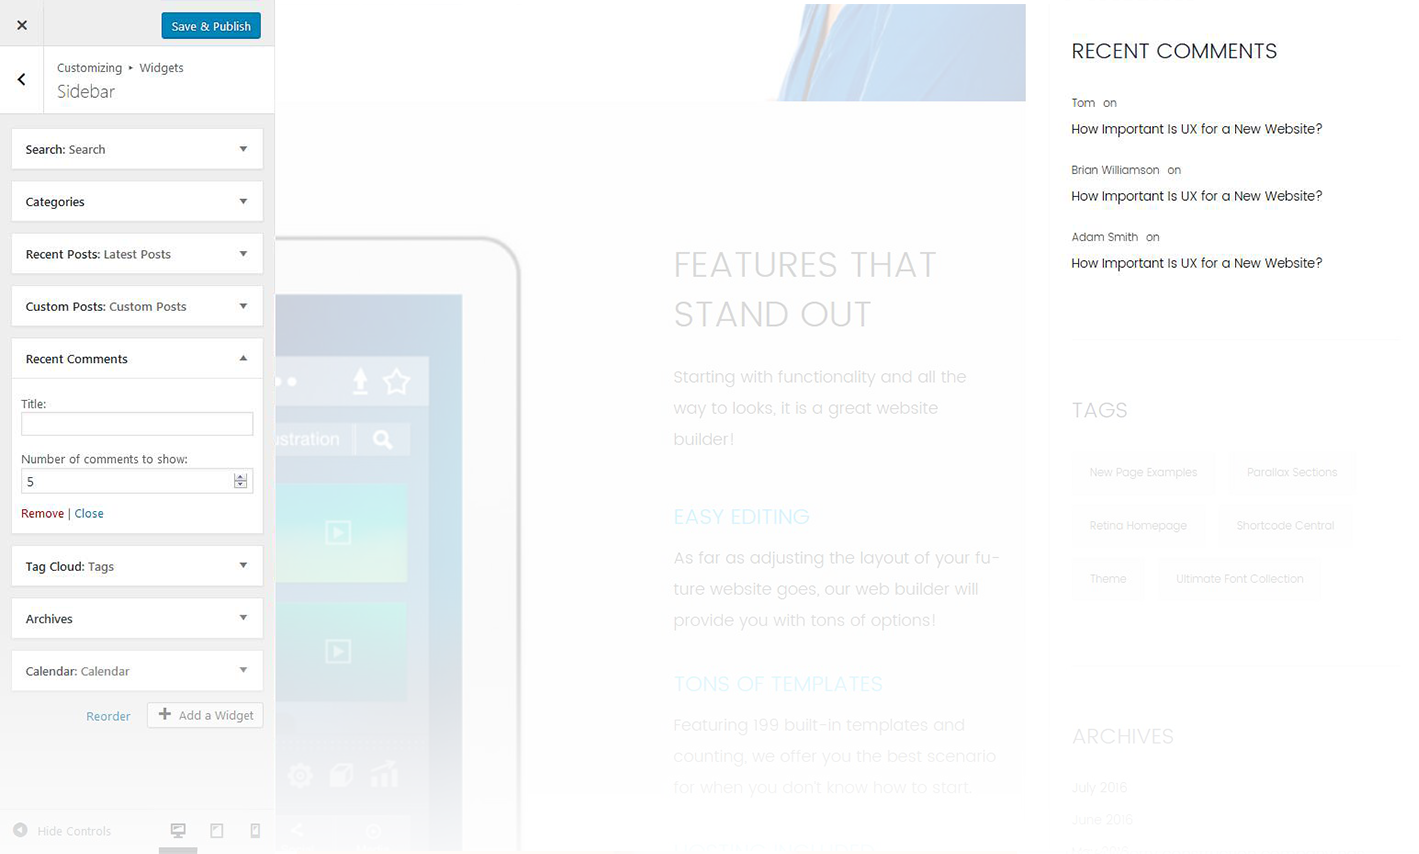 Save & Publish
Customizing ▸ Widgets
Sidebar
Search: Search
Categories
Recent Posts: Latest Posts
Custom Posts: Custom Posts
Recent Comments
Title:
Number of comments to show:
5
Remove | Close
Tag Cloud: Tags
Archives
Calendar: Calendar
Reorder
Add a Widget
Hide Controls
FEATURES THAT
STAND OUT
Starting with functionality and all the
way to looks, it is a great website
builder!
EASY EDITING
As far as adjusting the layout of your fu-
ture website goes, our web builder will
provide you with tons of options!
TONS OF TEMPLATES
Featuring 199 built-in templates and
counting, we offer you the best scenario
for when you don't know how to start.
RECENT COMMENTS
Tom on
How Important Is UX for a New Website?
Brian Williamson on
How Important Is UX for a New Website?
Adam Smith on
How Important Is UX for a New Website?
TAGS
New Page Examples
Parallax Sections
Retina Homepage
Shortcode Central
Theme
Ultimate Font Collection
ARCHIVES
July 2016
June 2016